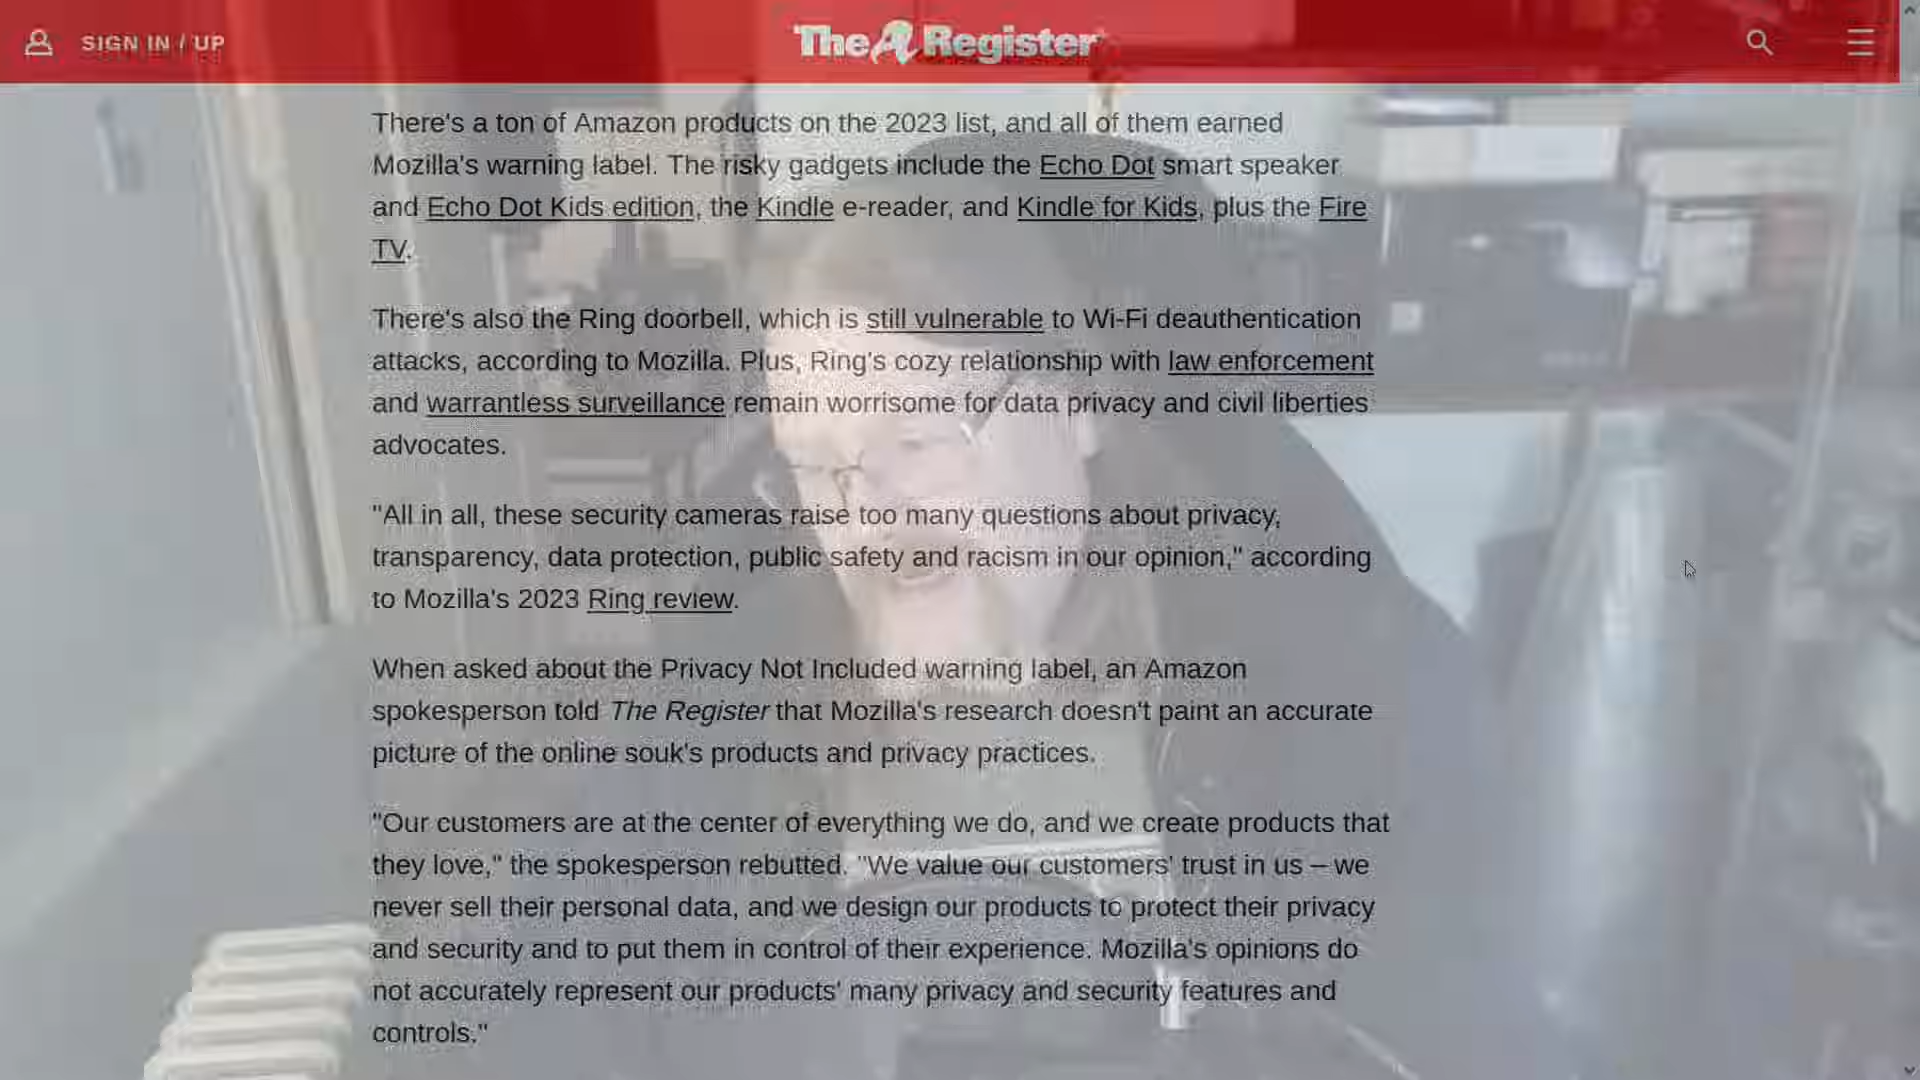 SIGN IN / UP
The Register
There's a ton of Amazon products on the 2023 list, and all of them earned
Mozilla's warning label. The risky gadgets include the Echo Dot smart speaker
and Echo Dot Kids edition, the Kindle e-reader, and Kindle for Kids, plus the Fire
TV.
There's also the Ring doorbell, which is still vulnerable to Wi-Fi deauthentication
attacks, according to Mozilla. Plus, Ring's cozy relationship with law enforcement
and warrantless surveillance remain worrisome for data privacy and civil liberties
advocates.
"All in all, these security cameras raise too many questions about privacy,
transparency, data protection, public safety and racism in our opinion," according
to Mozilla's 2023 Ring review.
When asked about the Privacy Not Included warning label, an Amazon
spokesperson told The Register that Mozilla's research doesn't paint an accurate
picture of the online souk's products and privacy practices.
"Our customers are at the center of everything we do, and we create products that
they love," the spokesperson rebutted. "We value our customers' trust in us – we
never sell their personal data, and we design our products to protect their privacy
and security and to put them in control of their experience. Mozilla's opinions do
not accurately represent our products' many privacy and security features and
controls."